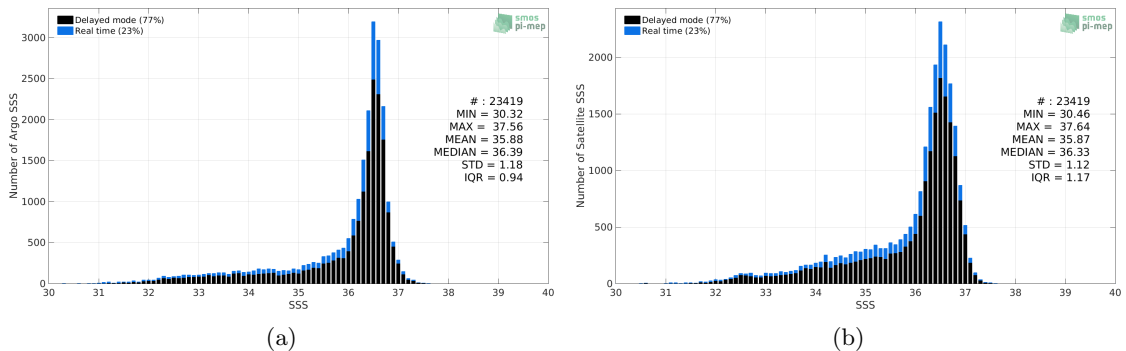 Delayed mode (77%)
Real time (23%)
smos
pi-mep
3000
2500
2000
1500
1000
500
0
Number of Argo SSS
# : 23419
MIN = 30.32
MAX = 37.56
MEAN = 35.88
MEDIAN = 36.39
STD = 1.18
IQR = 0.94
30 31 32 33 34 35 36 37 38 39 40
SSS
(a)
Delayed mode (77%)
Real time (23%)
smos
pi-mep
2000
1500
1000
500
0
Number of Satellite SSS
# : 23419
MIN = 30.46
MAX = 37.64
MEAN = 35.87
MEDIAN = 36.33
STD = 1.12
IQR = 1.17
30 31 32 33 34 35 36 37 38 39 40
SSS
(b)